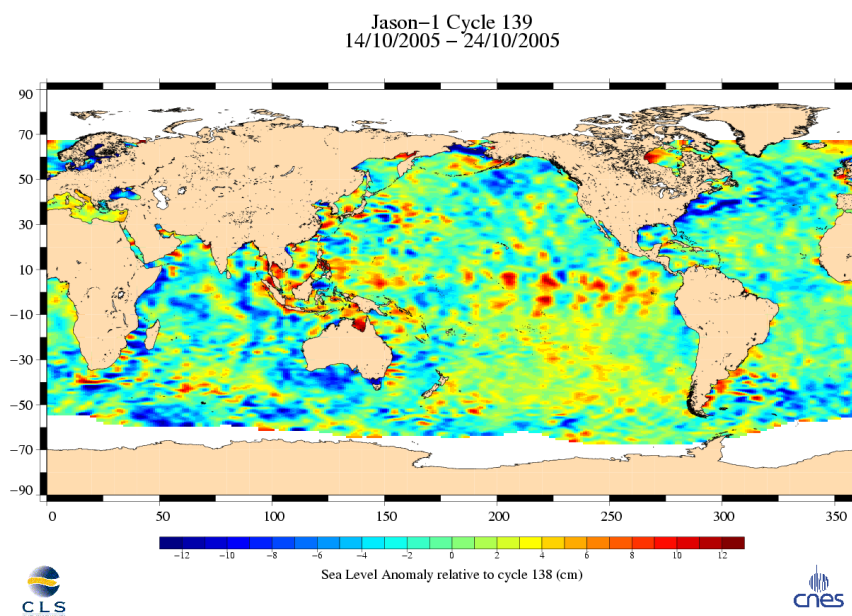 Jason−1 Cycle 139
14/10/2005 − 24/10/2005
90
70
50
30
10
−10
−30
−50
−70
−90
0 50 100 150 200 250 300 350
−12 −10 −8 −6 −4 −2 0 2 4 6 8 10 12
Sea Level Anomaly relative to cycle 138 (cm)
CLS
cnes